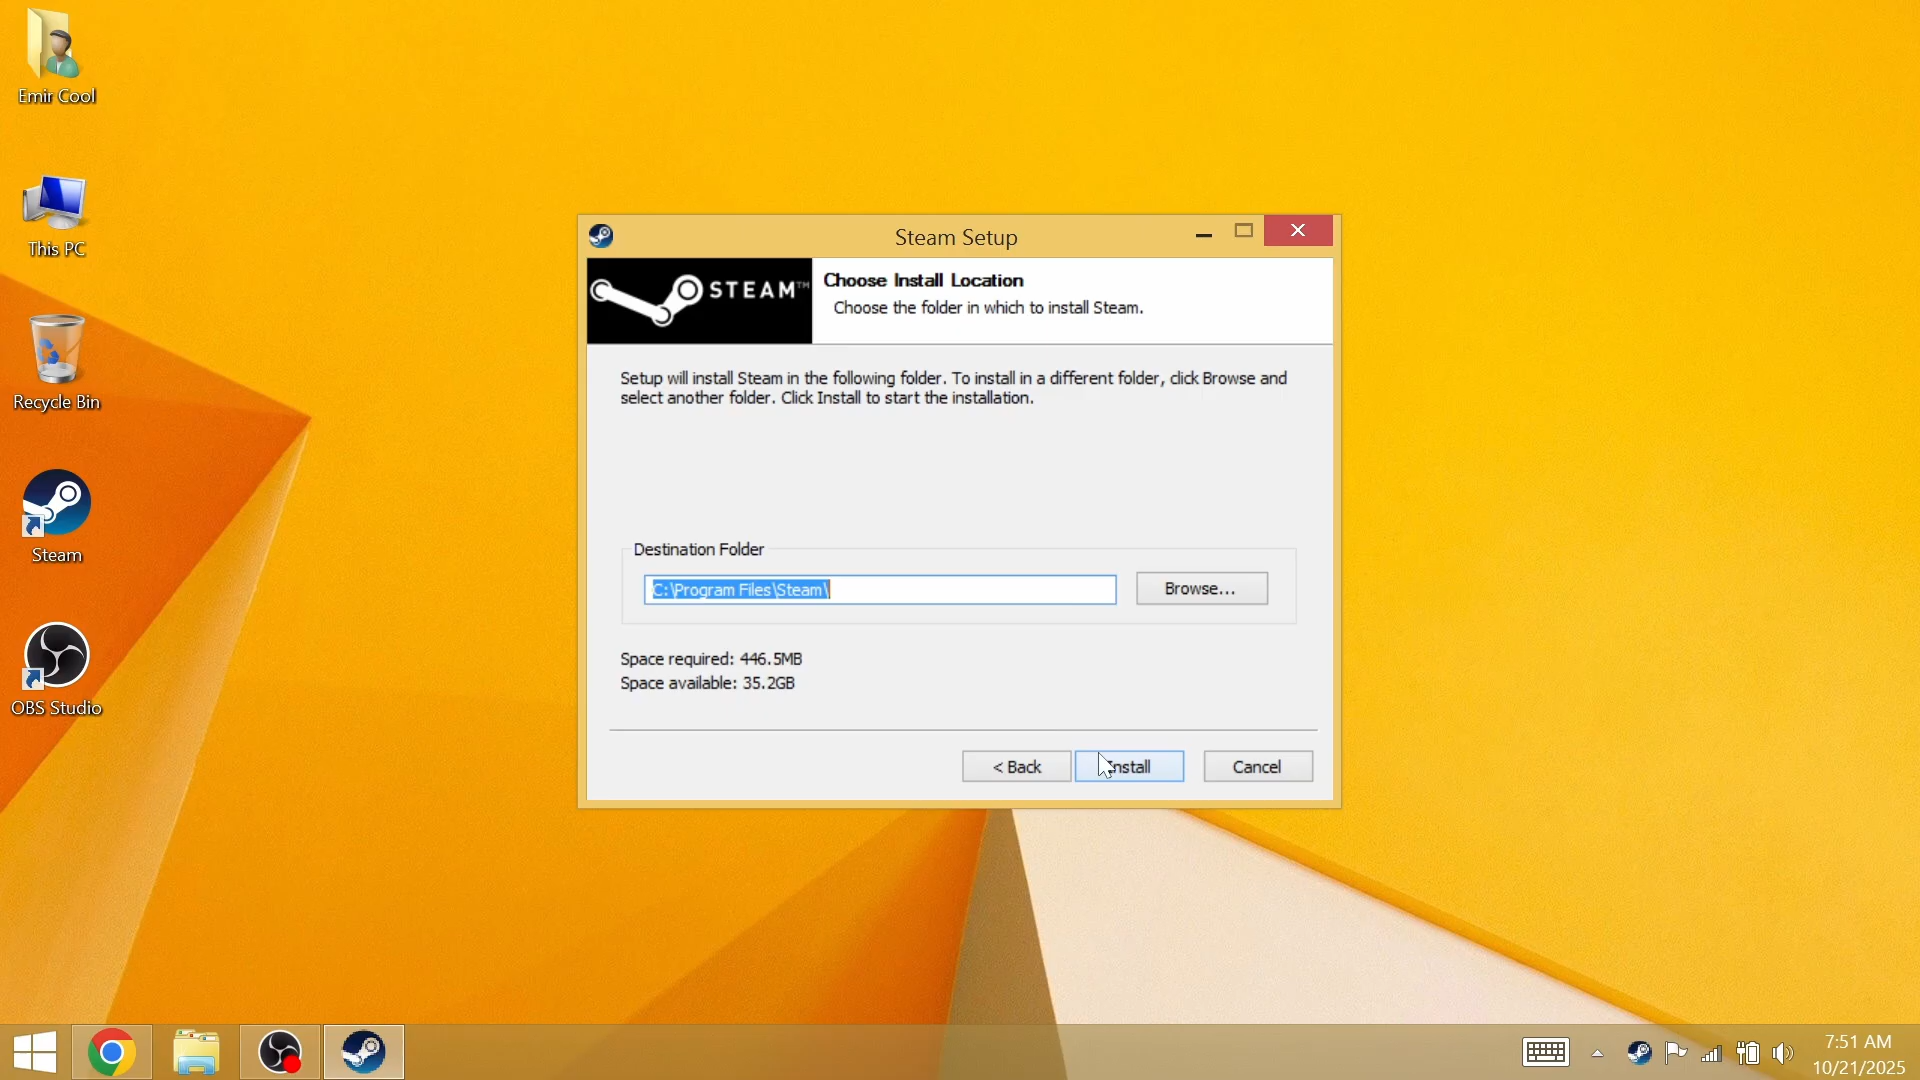 Emir Cool
This PC
Recycle Bin
Steam
OBS Studio
Steam Setup
STEAM™
Choose Install Location
Choose the folder in which to install Steam.
Setup will install Steam in the following folder. To install in a different folder, click Browse and
select another folder. Click Install to start the installation.
Destination Folder
C:\Program Files\Steam\
Browse...
Space required: 446.5MB
Space available: 35.2GB
< Back
Install
Cancel
7:51 AM
10/21/2025